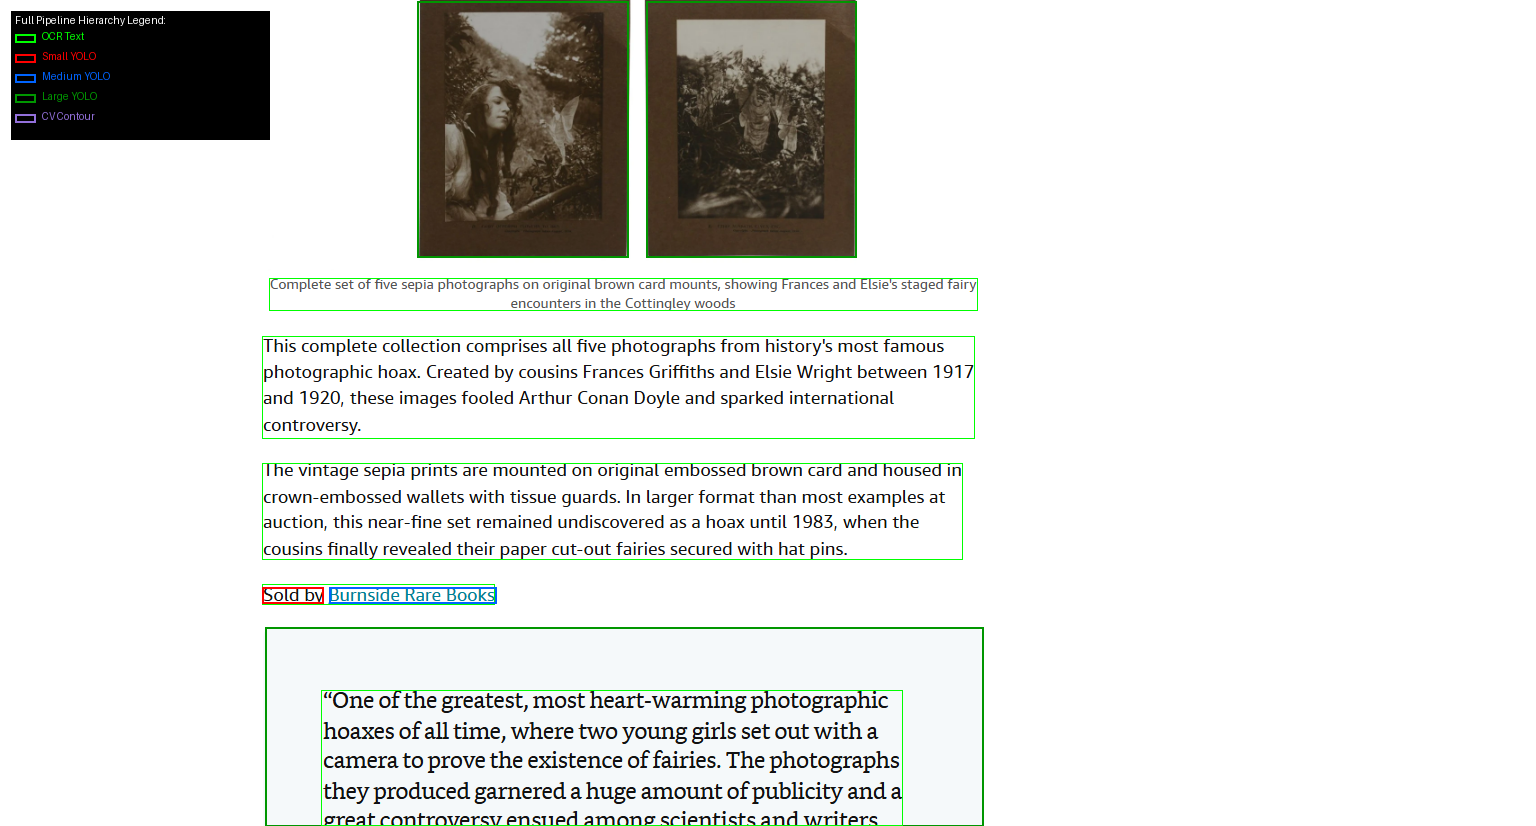 Full Pipeline Hierarchy Legend:
OCR Text
Small YOLO
Medium YOLO
Large YOLO
CV Contour
Complete set of five sepia photographs on original brown card mounts, showing Frances and Elsie's staged fairy
encounters in the Cottingley woods
This complete collection comprises all five photographs from history's most famous
photographic hoax. Created by cousins Frances Griffiths and Elsie Wright between 1917
and 1920, these images fooled Arthur Conan Doyle and sparked international
controversy.
The vintage sepia prints are mounted on original embossed brown card and housed in
crown-embossed wallets with tissue guards. In larger format than most examples at
auction, this near-fine set remained undiscovered as a hoax until 1983, when the
cousins finally revealed their paper cut-out fairies secured with hat pins.
Sold by Burnside Rare Books
“One of the greatest, most heart-warming photographic
hoaxes of all time, where two young girls set out with a
camera to prove the existence of fairies. The photographs
they produced garnered a huge amount of publicity and a
great controversy ensued among scientists and writers